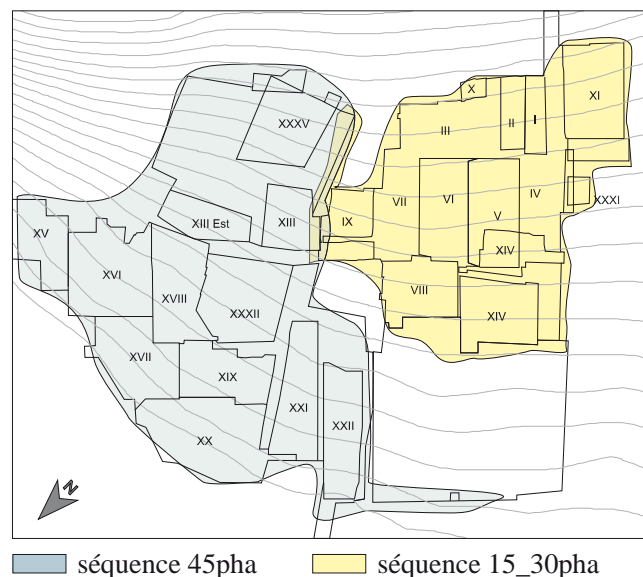 X
XI
XXXV
III
II
I
XIII Est
XIII
IX
VII
VI
V
IV
XXXI
XV
XIV
XVI
XVIII
XXXII
VIII
XIV
XVII
XIX
XXI
XXII
XX
N
séquence 45pha
séquence 15_30pha